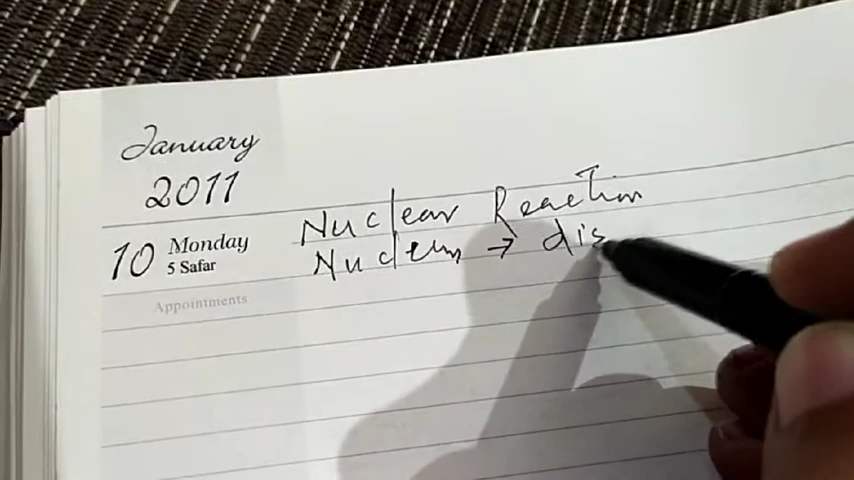 January
2011
10 Monday
5 Safar
Appointments
Nuclear Reaction
Nucleus → dis